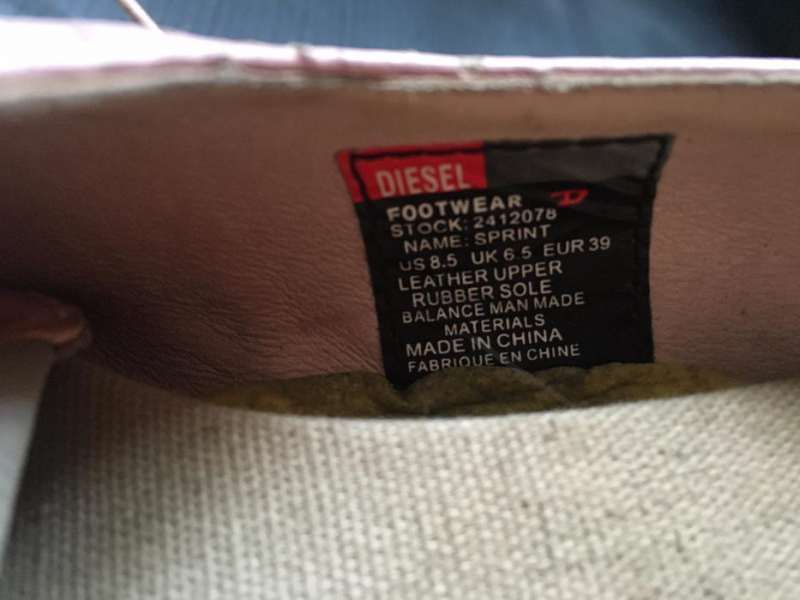 DIESEL
FOOTWEAR
STOCK: 2412078
NAME: SPRINT
US 8.5 UK 6.5 EUR 39
LEATHER UPPER
RUBBER SOLE
BALANCE MAN MADE
MATERIALS
MADE IN CHINA
FABRIQUE EN CHINE